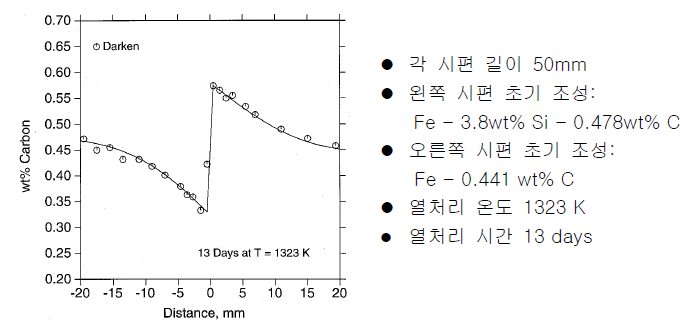 0.70
0.65
0.60
0.55
0.50
0.45
0.40
0.35
0.30
0.25
0.20
wt% Carbon
Darken
13 Days at T = 1323 K
-20 -15 -10 -5 0 5 10 15 20
Distance, mm
● 각 시편 길이 50mm
● 왼쪽 시편 초기 조성:
Fe - 3.8wt% Si - 0.478wt% C
● 오른쪽 시편 초기 조성:
Fe - 0.441 wt% C
● 열처리 온도 1323 K
● 열처리 시간 13 days